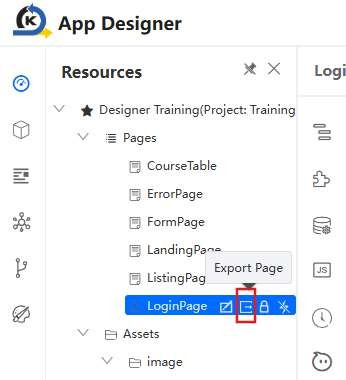 K
App Designer
Resources
Logi
Designer Training(Project: Training
Pages
CourseTable
ErrorPage
FormPage
LandingPage
Export Page
ListingPag
LoginPage
JS
Assets
image